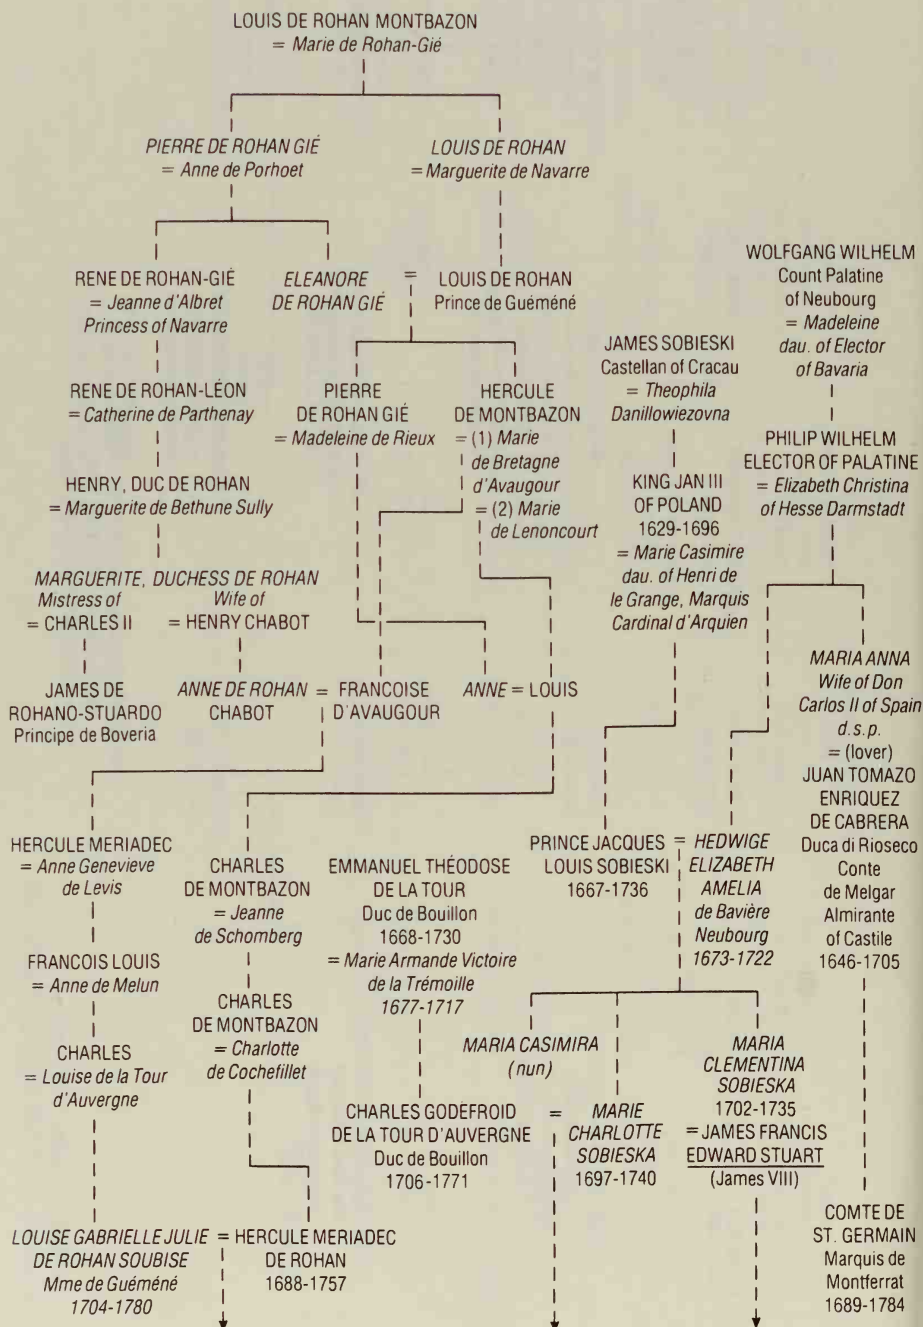 LOUIS DE ROHAN MONTBAZON
= Marie de Rohan-Gié
PIERRE DE ROHAN GIÉ
= Anne de Porhoet
LOUIS DE ROHAN
= Marguerite de Navarre
RENE DE ROHAN-GIÉ
= Jeanne d'Albret
Princess of Navarre
ELEANORE
DE ROHAN GIÉ
=
LOUIS DE ROHAN
Prince de Guéméné
WOLFGANG WILHELM
Count Palatine
of Neubourg
= Madeleine
dau. of Elector
of Bavaria
RENE DE ROHAN-LÉON
= Catherine de Parthenay
PIERRE
DE ROHAN GIÉ
= Madeleine de Rieux
HERCULE
DE MONTBAZON
= (1) Marie
de Bretagne
d'Avaugour
= (2) Marie
de Lenoncourt
JAMES SOBIESKI
Castellan of Cracau
= Theophila
Danillowiezovna
PHILIP WILHELM
ELECTOR OF PALATINE
= Elizabeth Christina
of Hesse Darmstadt
HENRY, DUC DE ROHAN
= Marguerite de Bethune Sully
KING JAN III
OF POLAND
1629-1696
= Marie Casimire
dau. of Henri de
le Grange, Marquis
Cardinal d'Arquien
MARGUERITE, DUCHESS DE ROHAN
Mistress of
= CHARLES II
Wife of
= HENRY CHABOT
JAMES DE
ROHANO-STUARDO
Principe de Boveria
ANNE DE ROHAN
CHABOT
=
FRANCOISE
D'AVAUGOUR
ANNE = LOUIS
MARIA ANNA
Wife of Don
Carlos II of Spain
d.s.p.
= (lover)
JUAN TOMAZO
ENRIQUEZ
DE CABRERA
Duca di Rioseco
Conte
de Melgar
Almirante
of Castile
1646-1705
HERCULE MERIADEC
= Anne Genevieve
de Levis
CHARLES
DE MONTBAZON
= Jeanne
de Schomberg
EMMANUEL THÉODOSE
DE LA TOUR
Duc de Bouillon
1668-1730
= Marie Armande Victoire
de la Trémoille
1677-1717
PRINCE JACQUES
LOUIS SOBIESKI
1667-1736
=
HEDWIGE
ELIZABETH
AMELIA
de Bavière
Neubourg
1673-1722
FRANCOIS LOUIS
= Anne de Melun
CHARLES
DE MONTBAZON
= Charlotte
de Cochefillet
MARIA CASIMIRA
(nun)
MARIA
CLEMENTINA
SOBIESKA
1702-1735
= JAMES FRANCIS
EDWARD STUART
(James VIII)
CHARLES
= Louise de la Tour
d'Auvergne
CHARLES GODEFROID
DE LA TOUR D'AUVERGNE
Duc de Bouillon
1706-1771
=
MARIE
CHARLOTTE
SOBIESKA
1697-1740
LOUISE GABRIELLE JULIE
DE ROHAN SOUBISE
Mme de Guéméné
1704-1780
= HERCULE MERIADEC
DE ROHAN
1688-1757
COMTE DE
ST. GERMAIN
Marquis de
Montferrat
1689-1784